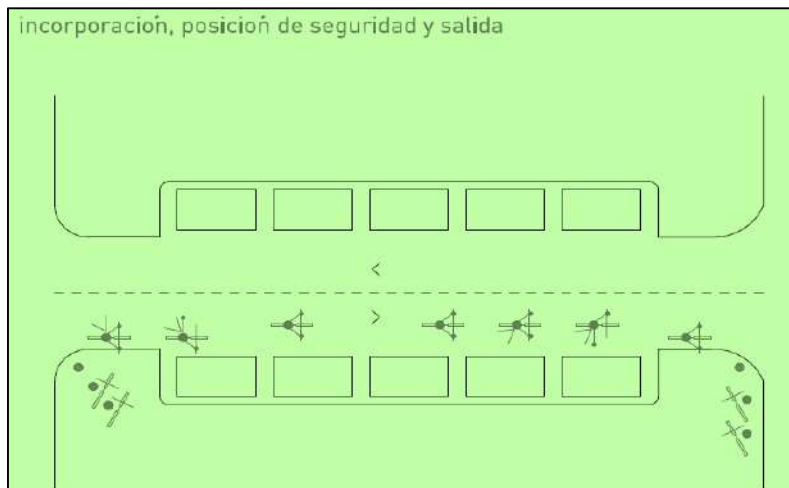 incorporación, posición de seguridad y salida
<
>